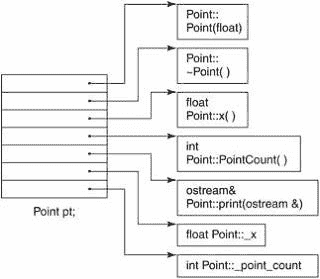 Point::
Point(float)
Point::
~Point( )
float
Point::x( )
int
Point::PointCount( )
ostream&
Point::print(ostream &)
float Point::_x
int Point::_point_count
Point pt;